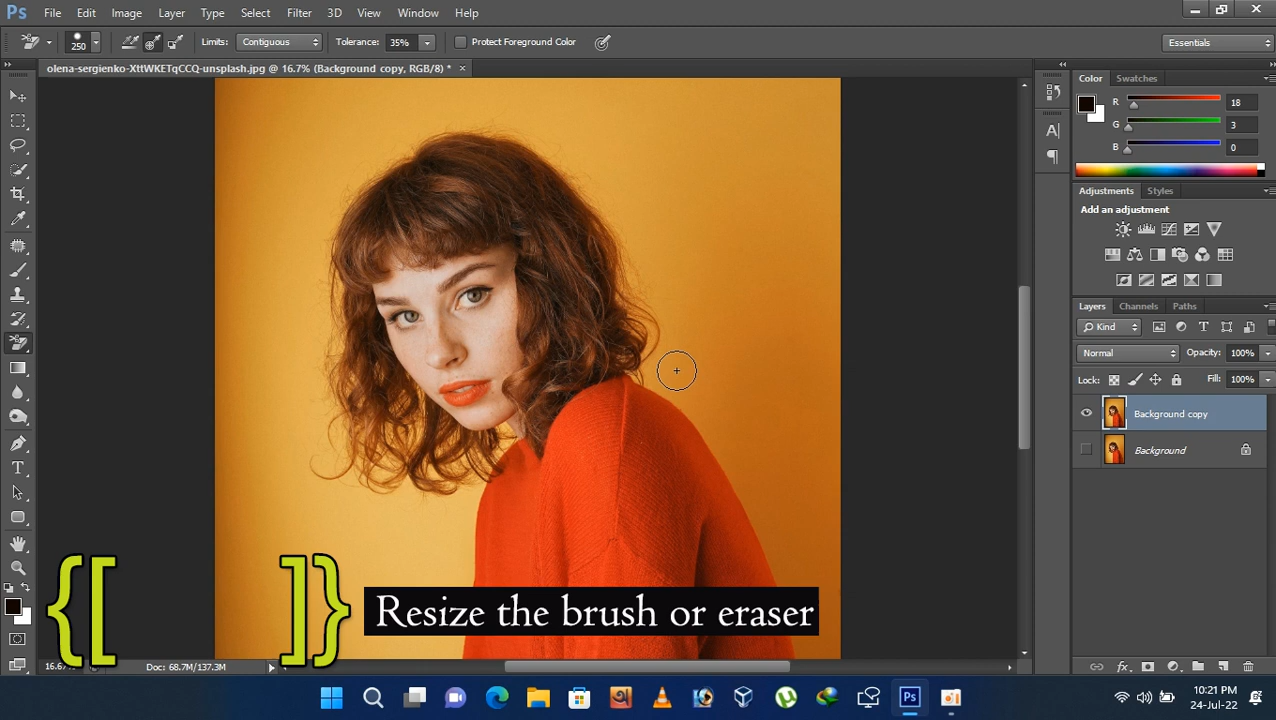 Ps File Edit Image Layer Type Select Filter 3D View Window Help
250 Limits: Contiguous Tolerance: 35% Protect Foreground Color Essentials
olena-sergienko-XttWKETqCCQ-unsplash.jpg @ 16.7% (Background copy, RGB/8) * ×
Color Swatches
R 18
G 3
B 0
Adjustments Styles
Add an adjustment
Layers Channels Paths
Kind
Normal Opacity: 100%
Lock: Fill: 100%
Background copy
Background
{[ ]} Resize the brush or eraser
16.67% Doc: 68.7M/137.3M
10:21 PM
24-Jul-22